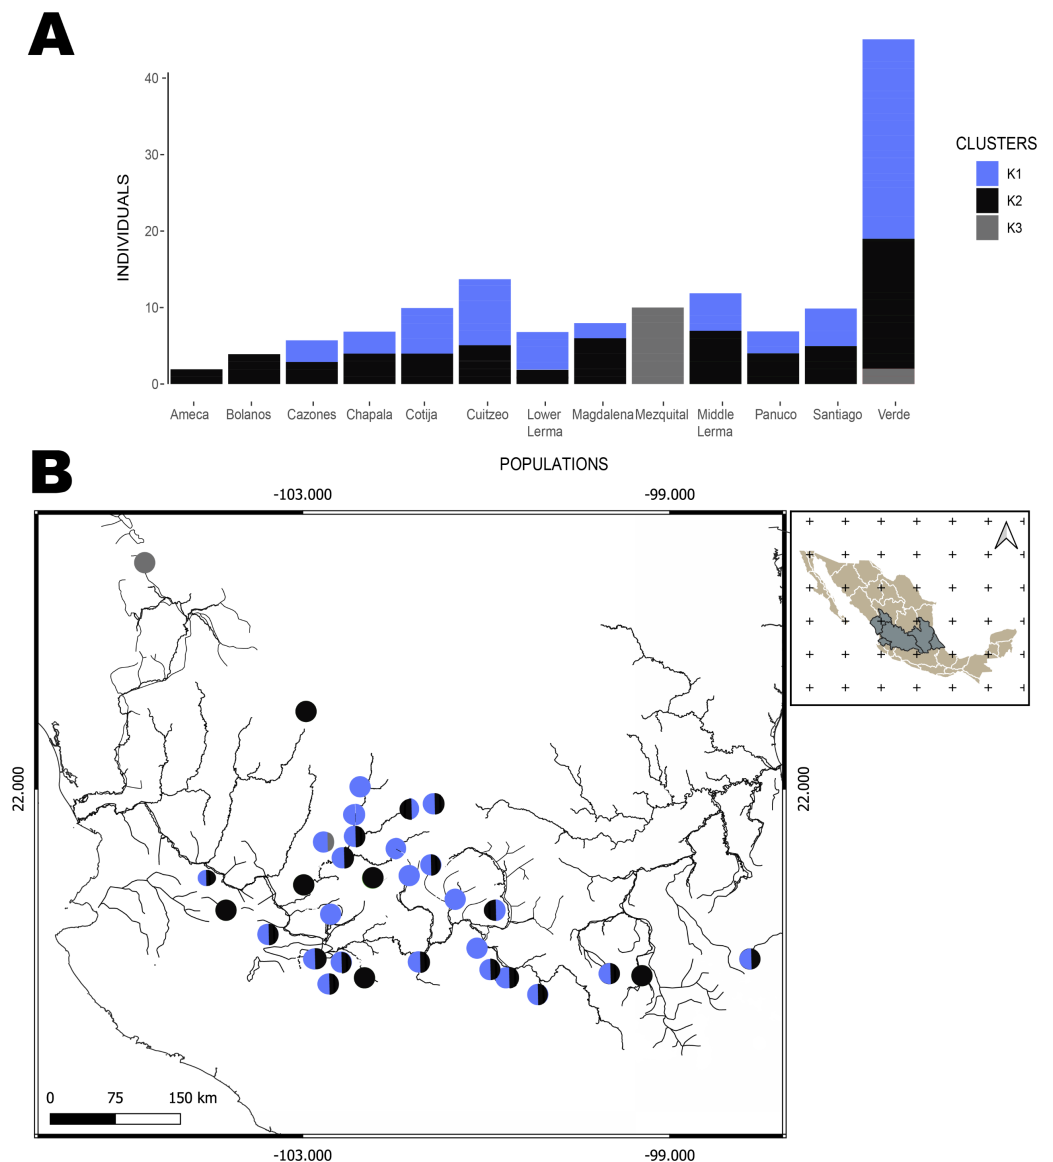 A
INDIVIDUALS
40
30
20
10
0
CLUSTERS
K1
K2
K3
Ameca Bolanos Cazones Chapala Cotija Cuitzeo Lower Lerma Magdalena Mezquital Middle Lerma Panuco Santiago Verde
POPULATIONS
B
-103.000 -99.000
22.000 22.000
0 75 150 km
-103.000 -99.000